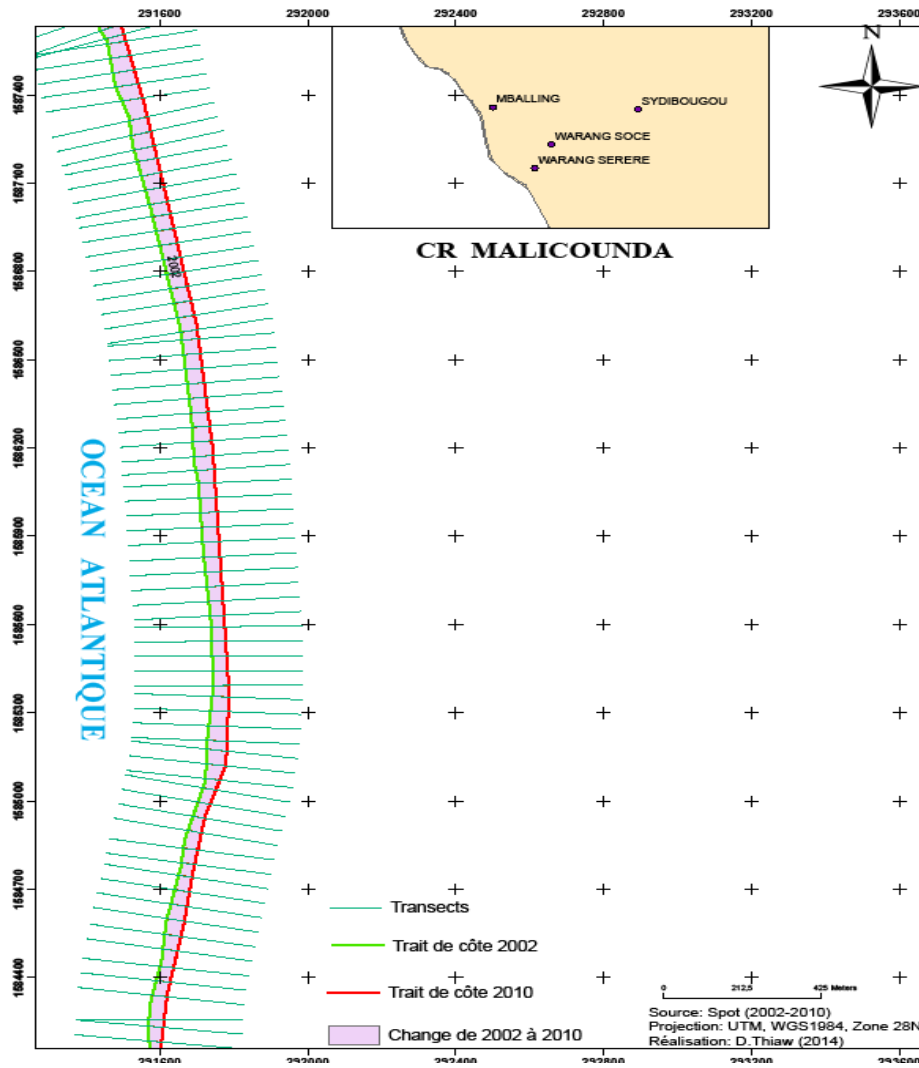 291600 292000 292400 292800 293200 293600
N
1687400
1687100
1686800
1686500
1686200
1685900
1685600
1685300
1685000
1684700
1684400
MBALLING
SYDIBOUGOU
WARANG SOCE
WARANG SERERE
CR MALICOUNDA
2002
OCEAN ATLANTIQUE
Transects
Trait de côte 2002
Trait de côte 2010
Change de 2002 à 2010
0 212,5 425 Meters
Source: Spot (2002-2010)
Projection: UTM, WGS1984, Zone 28N
Réalisation: D.Thiaw (2014)
291600 292000 292400 292800 293200 293600